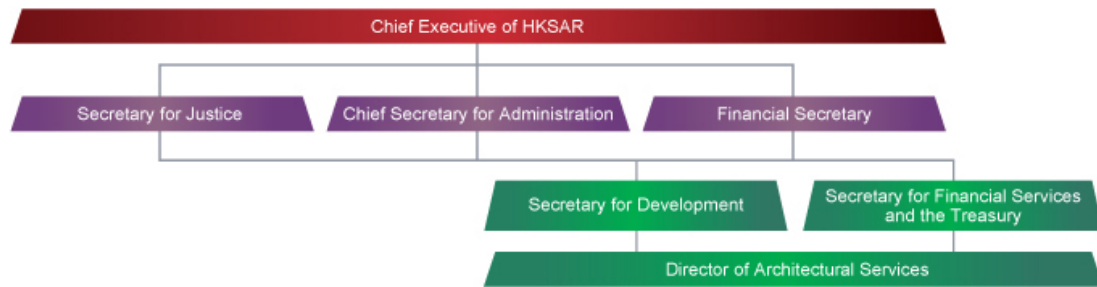 Chief Executive of HKSAR
Secretary for Justice
Chief Secretary for Administration
Financial Secretary
Secretary for Development
Secretary for Financial Services
and the Treasury
Director of Architectural Services